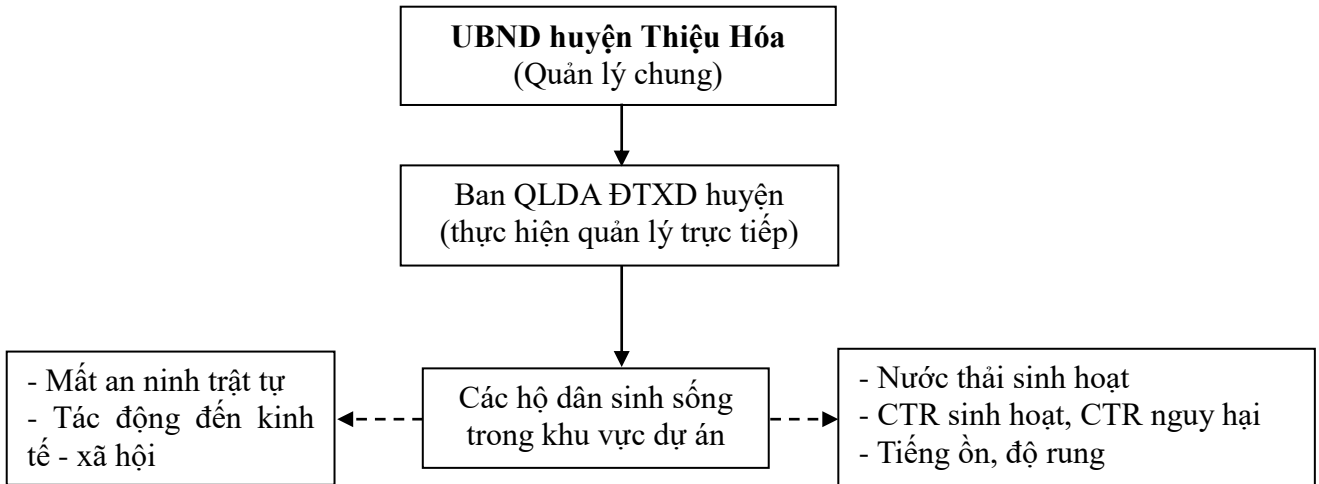 UBND huyện Thiệu Hóa
(Quản lý chung)
Ban QLDA ĐTXD huyện
(thực hiện quản lý trực tiếp)
- Mất an ninh trật tự
- Tác động đến kinh
tế - xã hội
Các hộ dân sinh sống
trong khu vực dự án
- Nước thải sinh hoạt
- CTR sinh hoạt, CTR nguy hại
- Tiếng ồn, độ rung